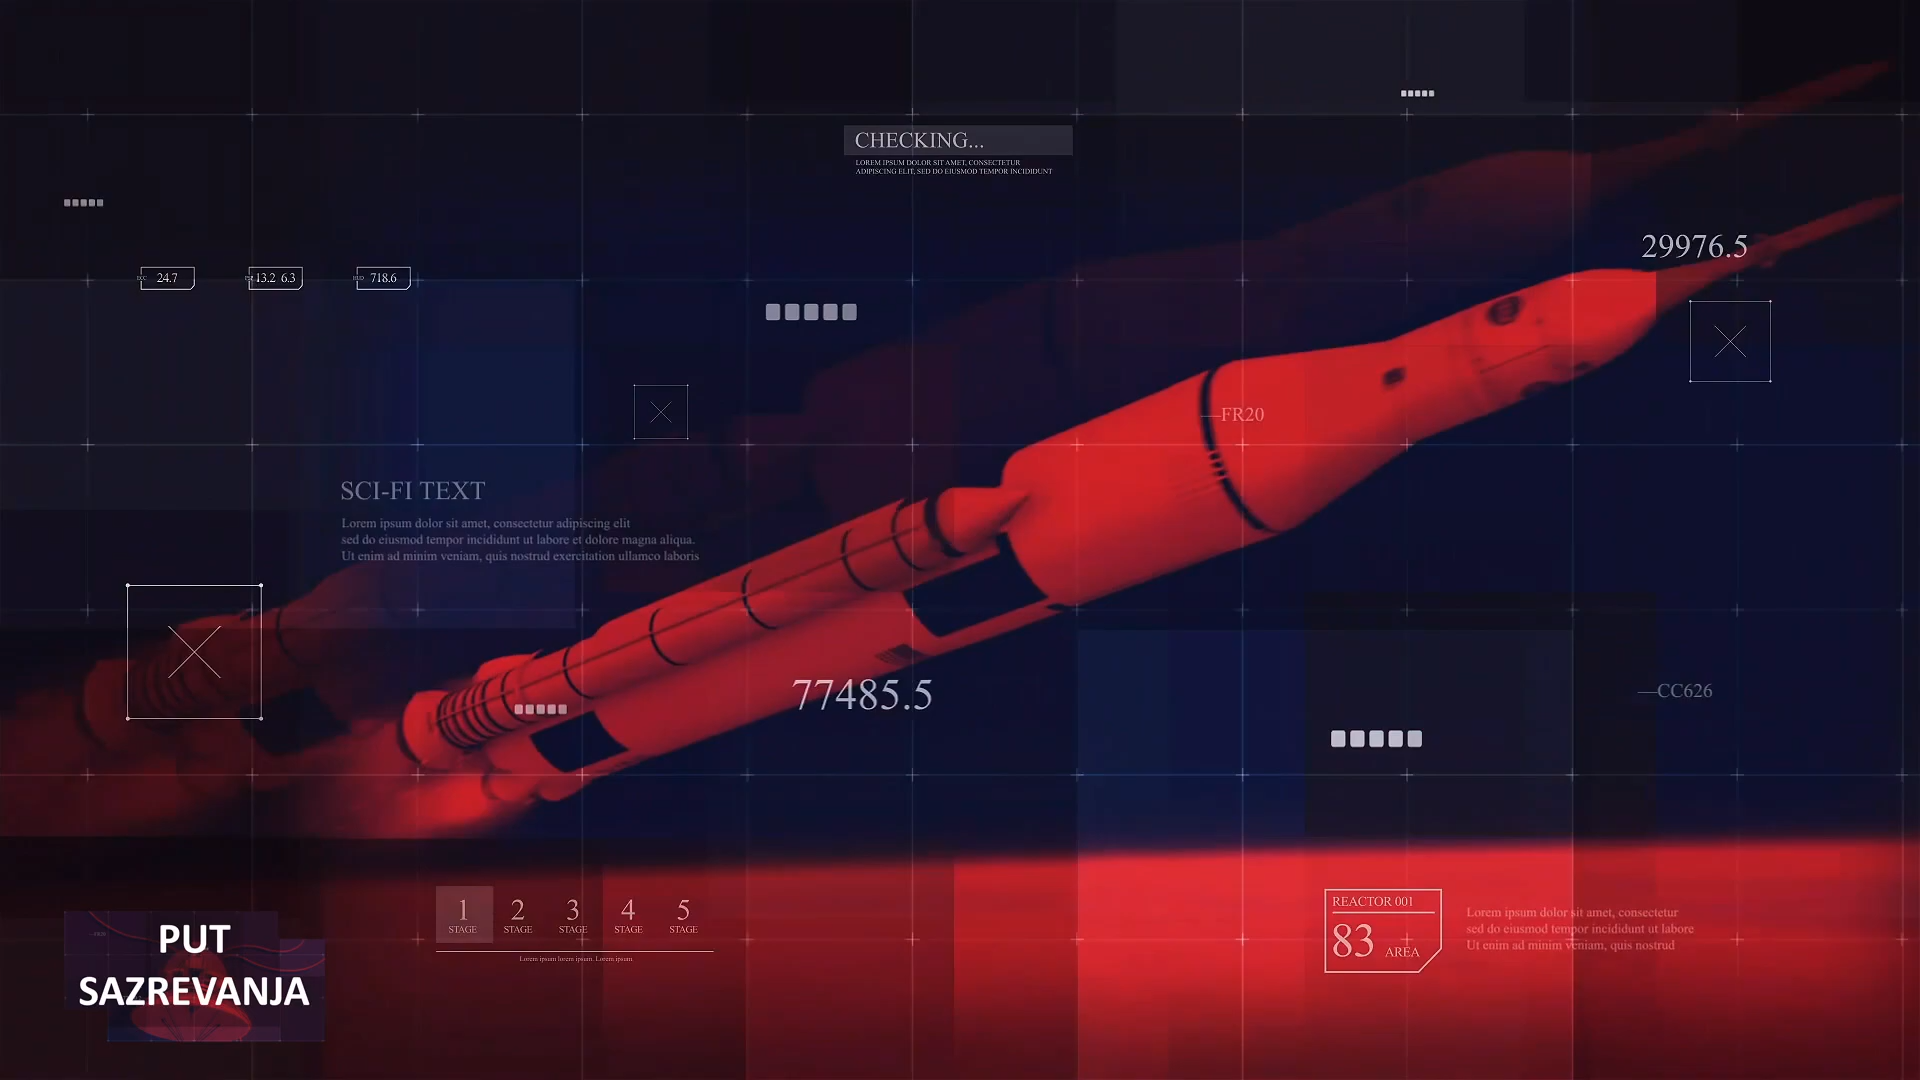 CHECKING...
LOREM IPSUM DOLOR SIT AMET, CONSECTETUR
ADIPISCING ELIT, SED DO EIUSMOD TEMPOR INCIDIDUNT
29976.5
24.7
13.2 6.3
718.6
—FR20
SCI-FI TEXT
Lorem ipsum dolor sit amet, consectetur adipiscing elit
sed do eiusmod tempor incididunt ut labore et dolore magna aliqua.
Ut enim ad minim veniam, quis nostrud exercitation ullamco laboris
77485.5
—CC626
1 2 3 4 5
STAGE STAGE STAGE STAGE STAGE
Lorem ipsum lorem ipsum. Lorem ipsum.
REACTOR 001
83 AREA
Lorem ipsum dolor sit amet, consectetur
sed do eiusmod tempor incididunt ut labore et
Ut enim ad minim veniam, quis nostrud
PUT
SAZREVANJA